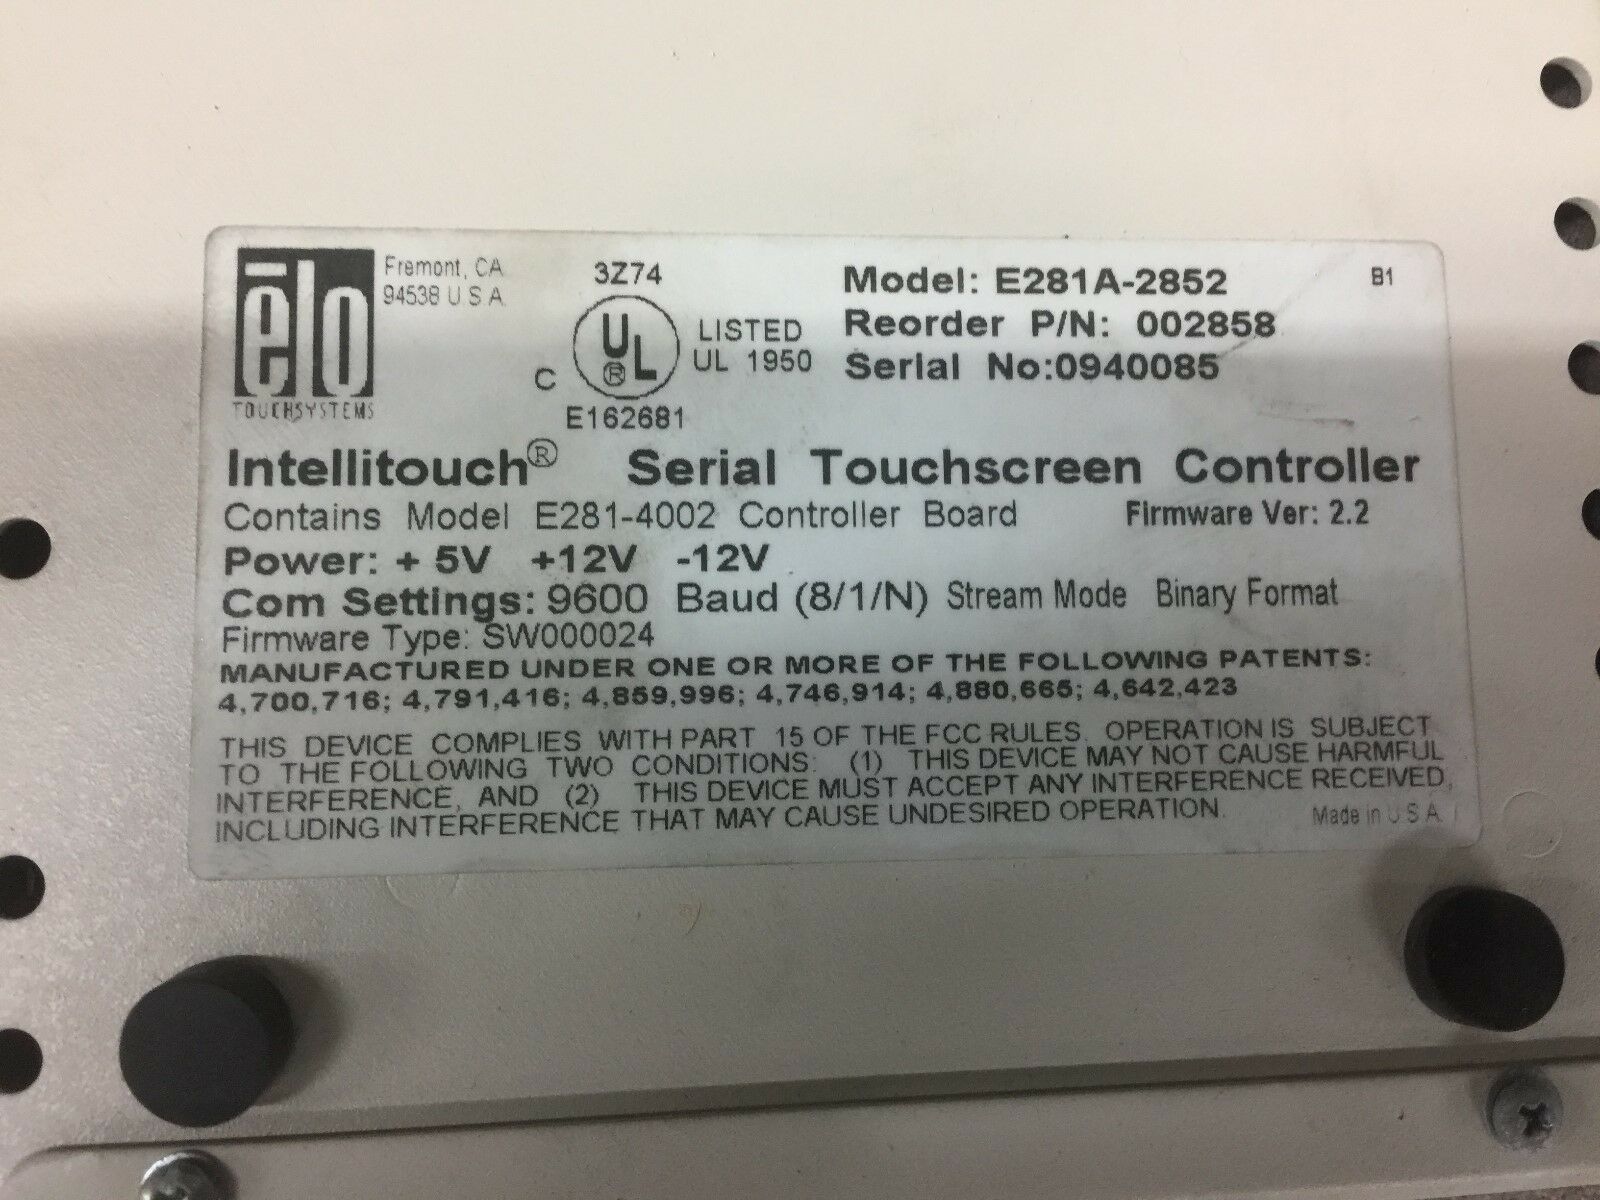 ēlo
TOUCHSYSTEMS
Fremont, CA
94538 U S A
3Z74
C UL ® LISTED
UL 1950
E162681
Model: E281A-2852
B1
Reorder P/N: 002858
Serial No:0940085
Intellitouch® Serial Touchscreen Controller
Contains Model E281-4002 Controller Board Firmware Ver: 2.2
Power: + 5V +12V -12V
Com Settings: 9600 Baud (8/1/N) Stream Mode Binary Format
Firmware Type: SW000024
MANUFACTURED UNDER ONE OR MORE OF THE FOLLOWING PATENTS:
4,700,716; 4,791,416; 4,859,996; 4,746,914; 4,880,665; 4,642,423
THIS DEVICE COMPLIES WITH PART 15 OF THE FCC RULES. OPERATION IS SUBJECT
TO THE FOLLOWING TWO CONDITIONS: (1) THIS DEVICE MAY NOT CAUSE HARMFUL
INTERFERENCE, AND (2) THIS DEVICE MUST ACCEPT ANY INTERFERENCE RECEIVED,
INCLUDING INTERFERENCE THAT MAY CAUSE UNDESIRED OPERATION.
Made in U S A